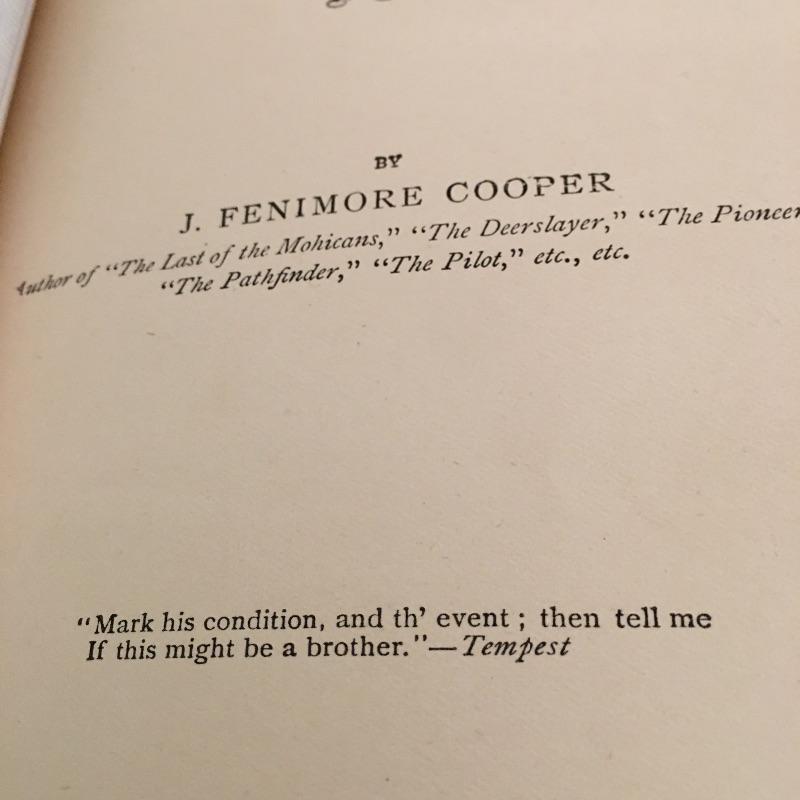 BY
J. FENIMORE COOPER
Author of “The Last of the Mohicans,” “The Deerslayer,” “The Pioneer
“The Pathfinder,” “The Pilot,” etc., etc.
“Mark his condition, and th’ event ; then tell me
If this might be a brother.”—Tempest